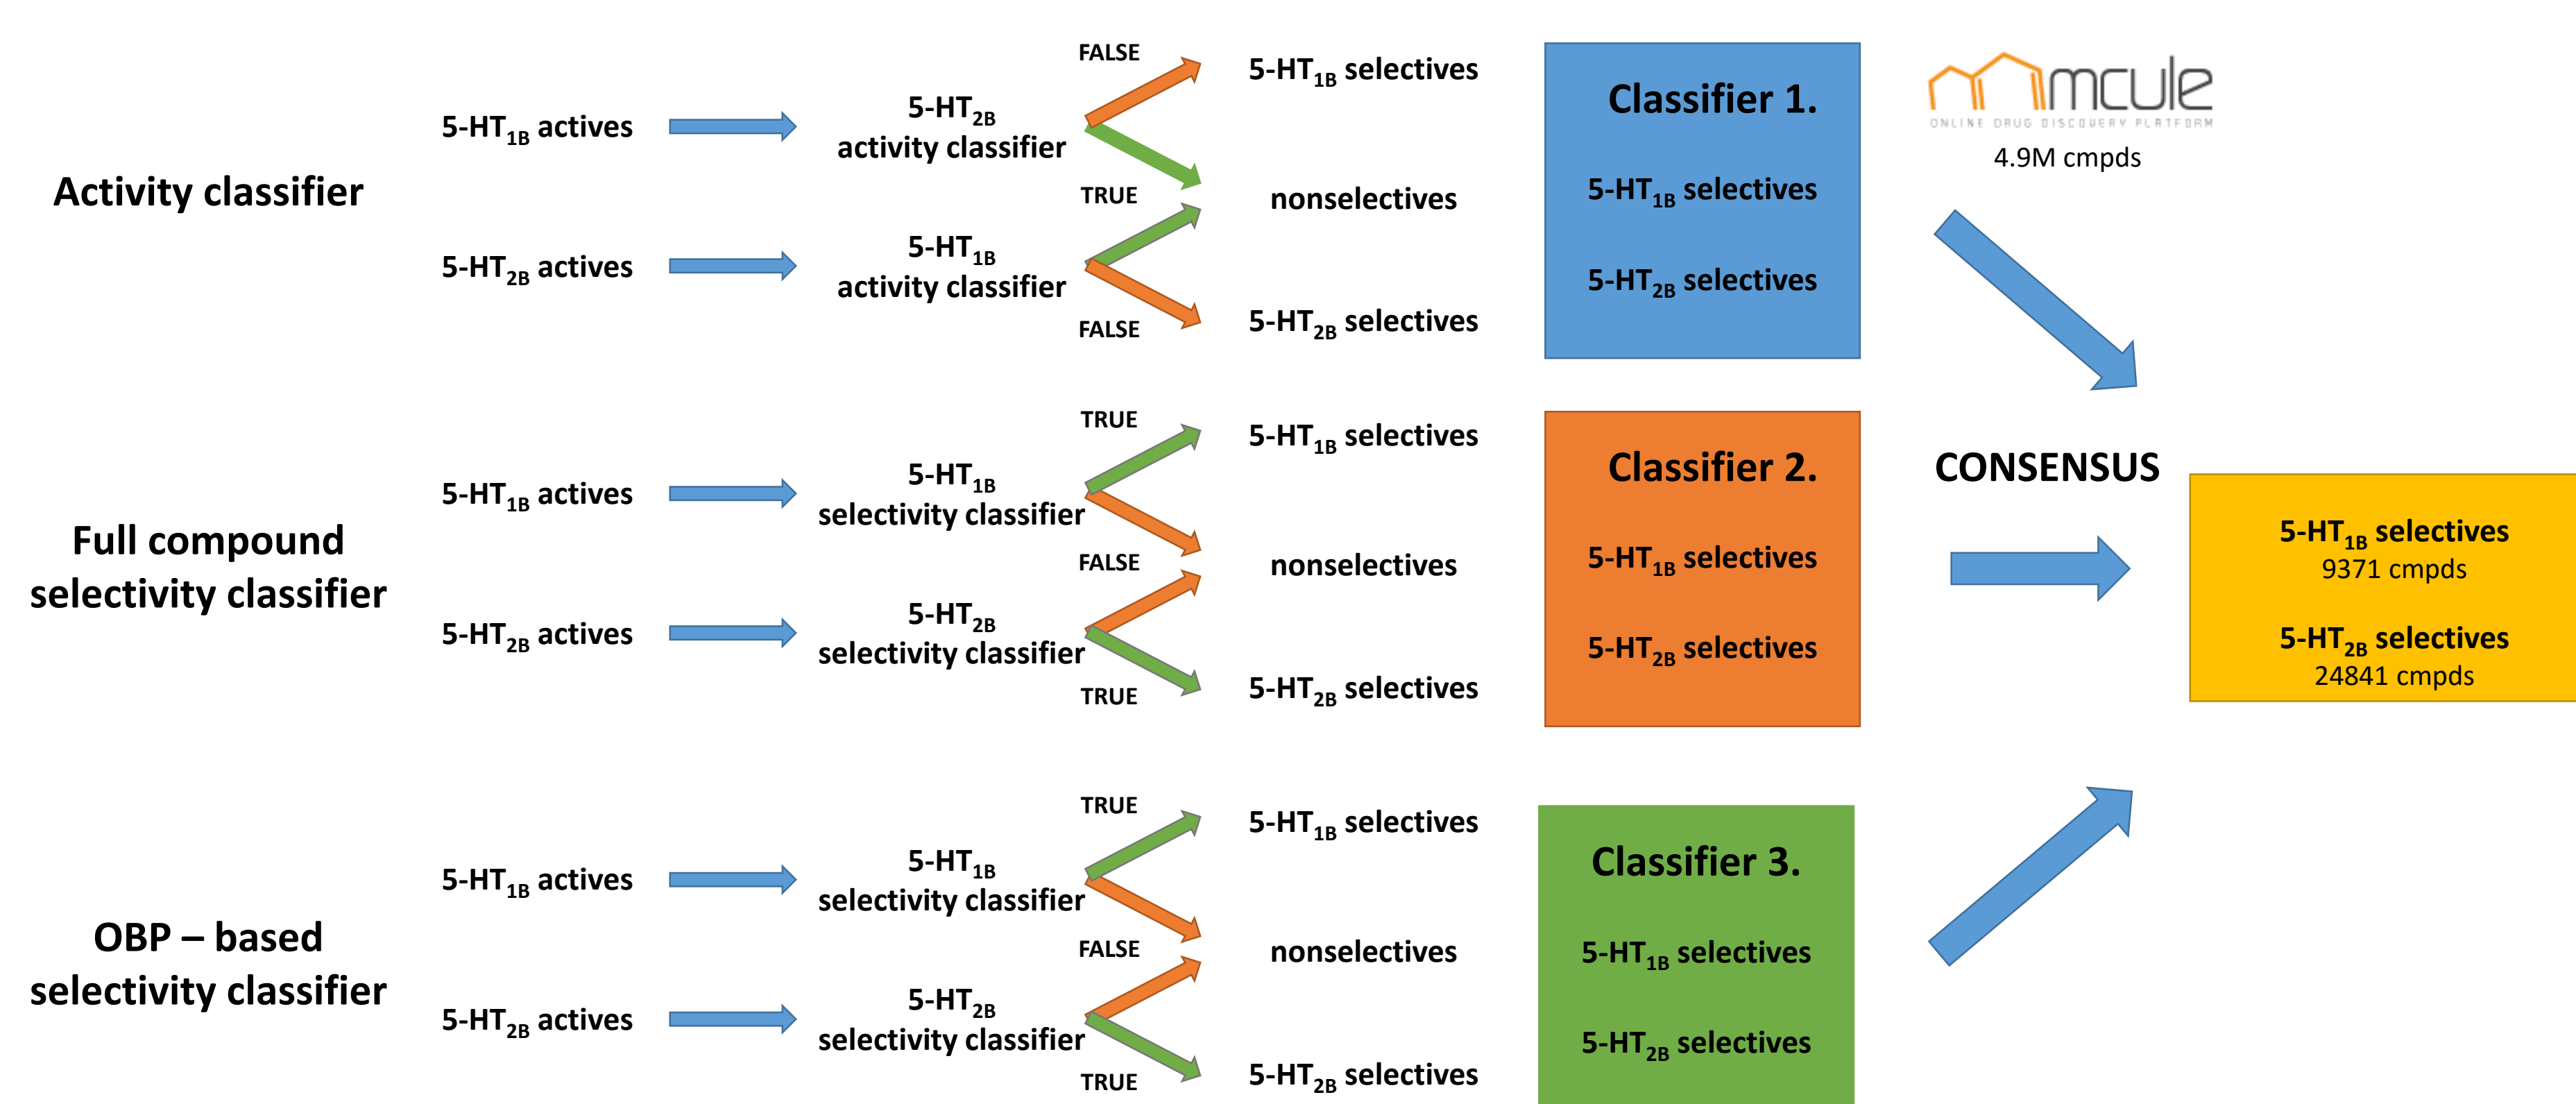 Activity classifier
5-HT1B actives
5-HT2B
activity classifier
FALSE
5-HT1B selectives
TRUE
nonselectives
5-HT2B actives
5-HT1B
activity classifier
FALSE
5-HT2B selectives
Classifier 1.
5-HT1B selectives
5-HT2B selectives
mcule
ONLINE DRUG DISCOVERY PLATFORM
4.9M cmpds
Full compound
selectivity classifier
5-HT1B actives
5-HT1B
selectivity classifier
TRUE
5-HT1B selectives
FALSE
nonselectives
5-HT2B actives
5-HT2B
selectivity classifier
TRUE
5-HT2B selectives
Classifier 2.
5-HT1B selectives
5-HT2B selectives
CONSENSUS
5-HT1B selectives
9371 cmpds
5-HT2B selectives
24841 cmpds
OBP – based
selectivity classifier
5-HT1B actives
5-HT1B
selectivity classifier
TRUE
5-HT1B selectives
FALSE
nonselectives
5-HT2B actives
5-HT2B
selectivity classifier
TRUE
5-HT2B selectives
Classifier 3.
5-HT1B selectives
5-HT2B selectives